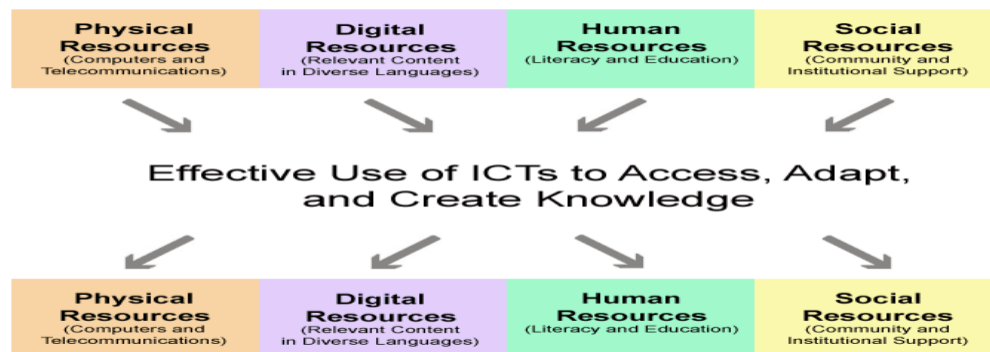 Physical
Resources
(Computers and
Telecommunications)
Digital
Resources
(Relevant Content
in Diverse Languages)
Human
Resources
(Literacy and Education)
Social
Resources
(Community and
Institutional Support)
Effective Use of ICTs to Access, Adapt,
and Create Knowledge
Physical
Resources
(Computers and
Telecommunications)
Digital
Resources
(Relevant Content
in Diverse Languages)
Human
Resources
(Literacy and Education)
Social
Resources
(Community and
Institutional Support)